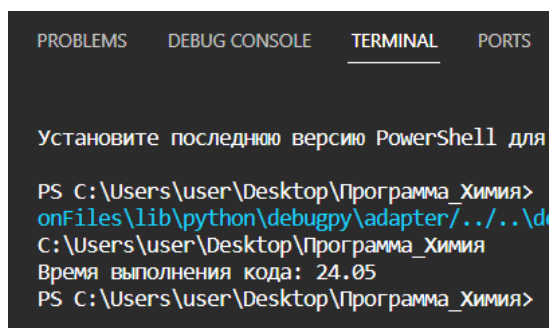 PROBLEMS DEBUG CONSOLE TERMINAL PORTS
Установите последнюю версию PowerShell для
PS C:\Users\user\Desktop\Программа_Химия>
onFiles\lib\python\debugpy\adapter/../..\de
C:\Users\user\Desktop\Программа_Химия
Время выполнения кода: 24.05
PS C:\Users\user\Desktop\Программа_Химия>